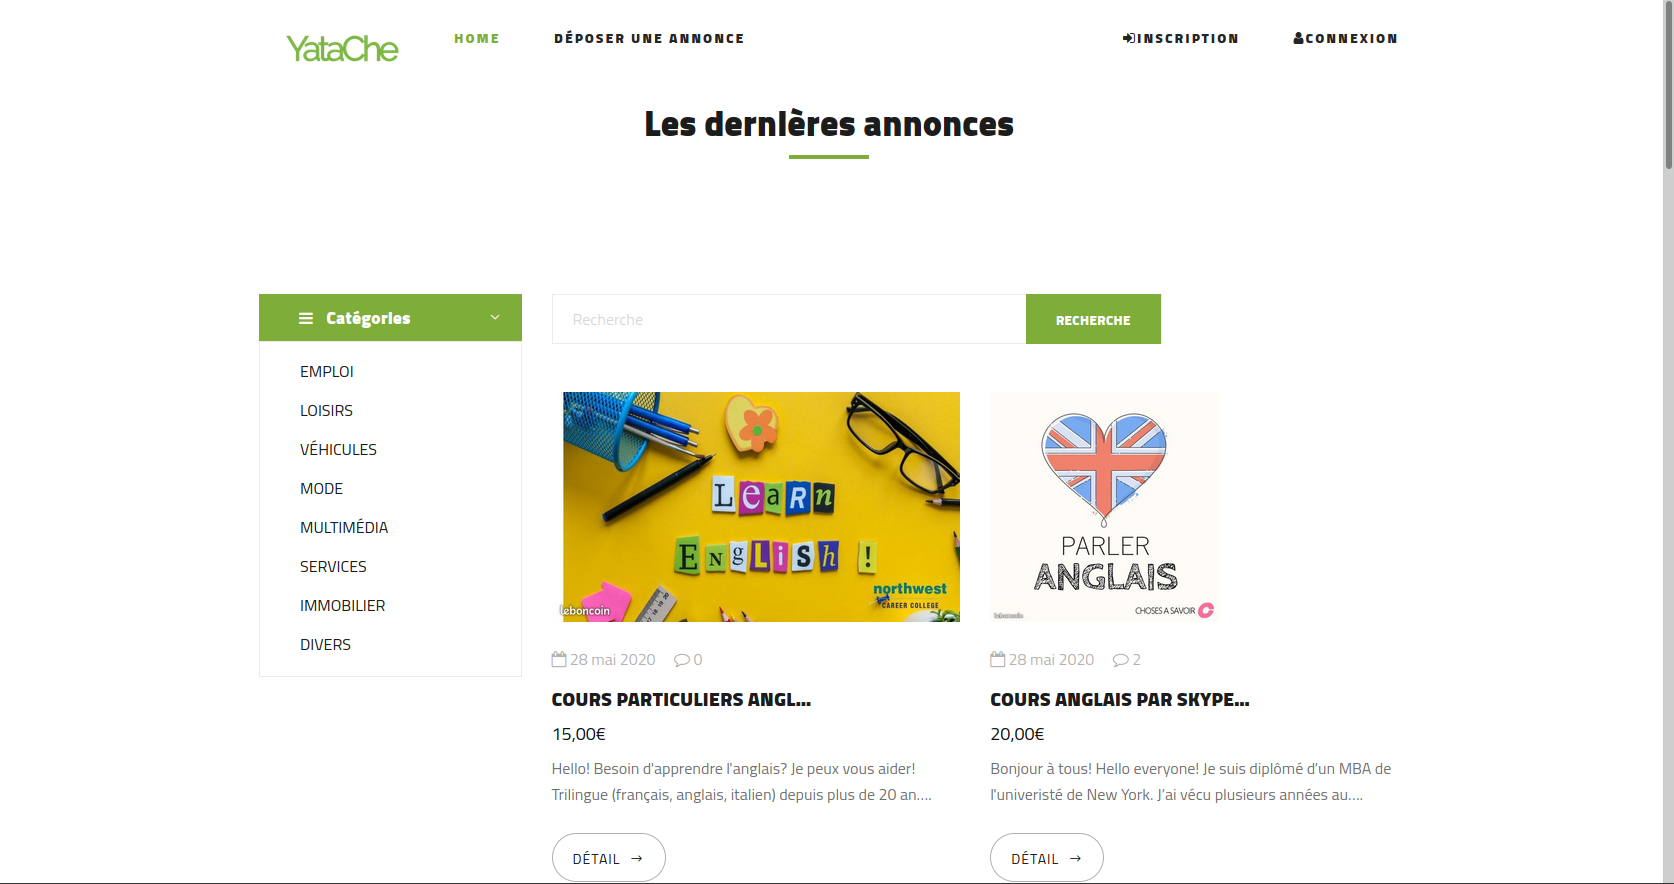 YataChe
HOME
DÉPOSER UNE ANNONCE
INSCRIPTION
CONNEXION
Les dernières annonces
Catégories
EMPLOI
LOISIRS
VÉHICULES
MODE
MULTIMÉDIA
SERVICES
IMMOBILIER
DIVERS
Recherche
RECHERCHE
LeaRn
EngLiSh!
northwest
CAREER COLLEGE
leboncoin
28 mai 2020 0
COURS PARTICULIERS ANGL...
15,00€
Hello! Besoin d'apprendre l'anglais? Je peux vous aider!
Trilingue (français, anglais, italien) depuis plus de 20 an....
DÉTAIL →
PARLER
ANGLAIS
CHOSES A SAVOIR
leboncoin
28 mai 2020 2
COURS ANGLAIS PAR SKYPE...
20,00€
Bonjour à tous! Hello everyone! Je suis diplômé d’un MBA de
l'univeristé de New York. J’ai vécu plusieurs années au....
DÉTAIL →